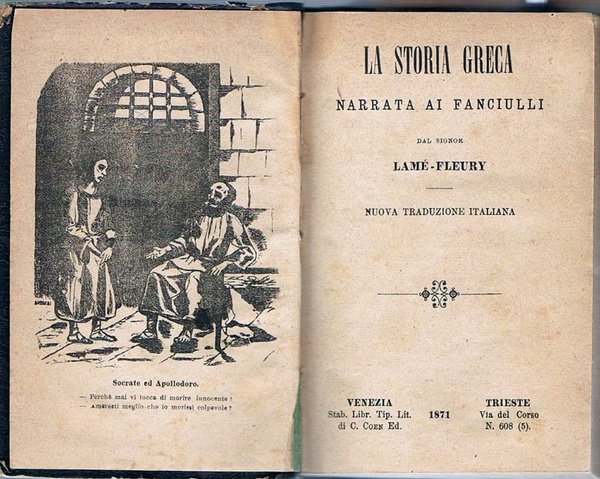 Socrate ed Apollodoro.
— Perchè mai vi tocca di morire innocente!
— Ameresti meglio che io morissi colpevole?
LA STORIA GRECA
NARRATA AI FANCIULLI
DAL SIGNOR
LAMÉ-FLEURY
NUOVA TRADUZIONE ITALIANA
VENEZIA
Stab. Libr. Tip. Lit.
di C. COEN Ed.
1871
TRIESTE
Via del Corso
N. 608 (5).